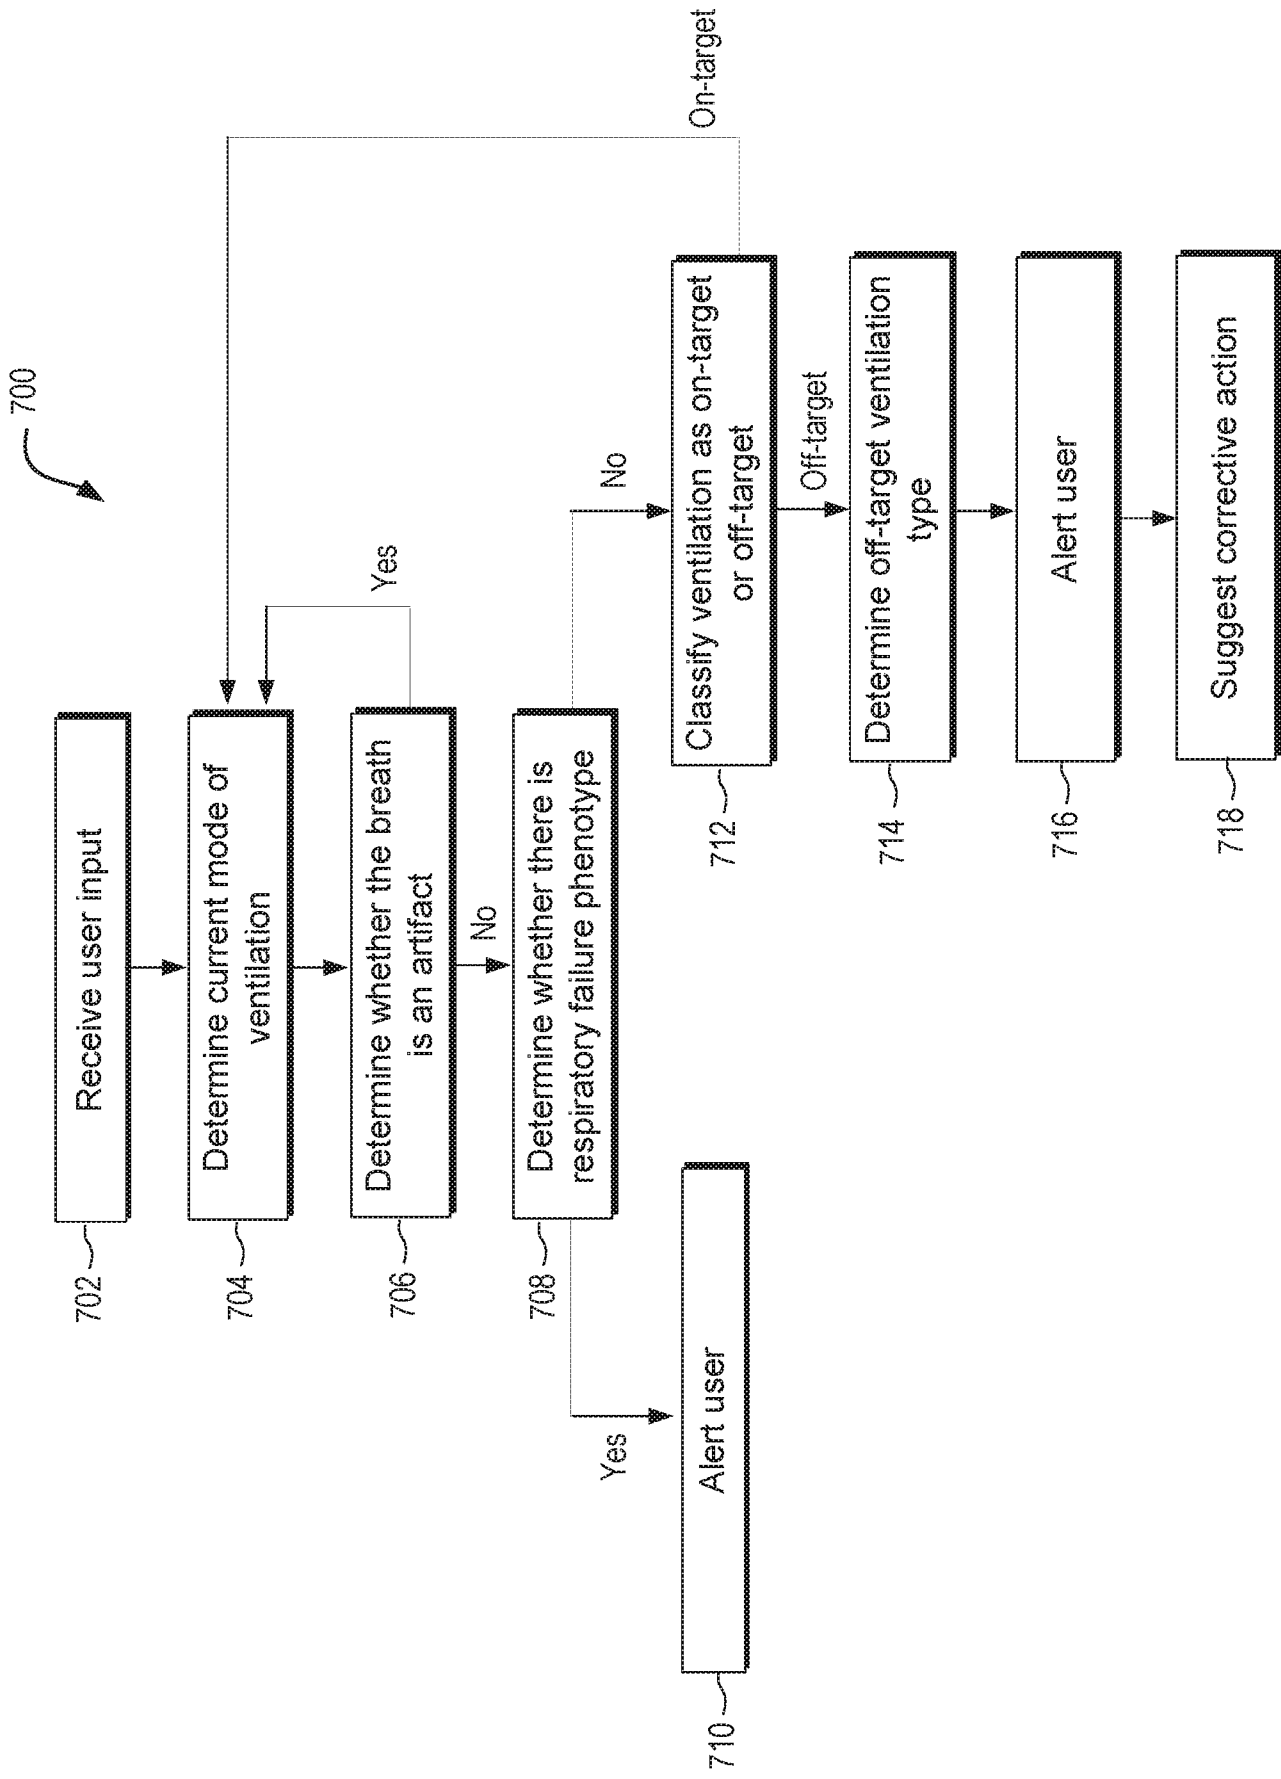 700
702
Receive user input
704
Determine current mode of
ventilation
Yes
706
Determine whether the breath
is an artifact
No
708
Determine whether there is
respiratory failure phenotype
Yes
No
On-target
710
Alert user
712
Classify ventilation as on-target
or off-target
Off-target
714
Determine off-target ventilation
type
716
Alert user
718
Suggest corrective action